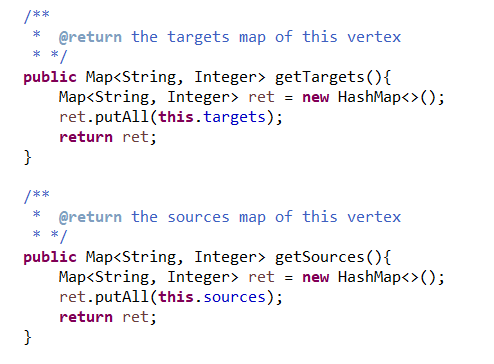 /**
 *  @return the targets map of this vertex
 * */
public Map<String, Integer> getTargets(){
    Map<String, Integer> ret = new HashMap<>();
    ret.putAll(this.targets);
    return ret;
}

/**
 *  @return the sources map of this vertex
 * */
public Map<String, Integer> getSources(){
    Map<String, Integer> ret = new HashMap<>();
    ret.putAll(this.sources);
    return ret;
}